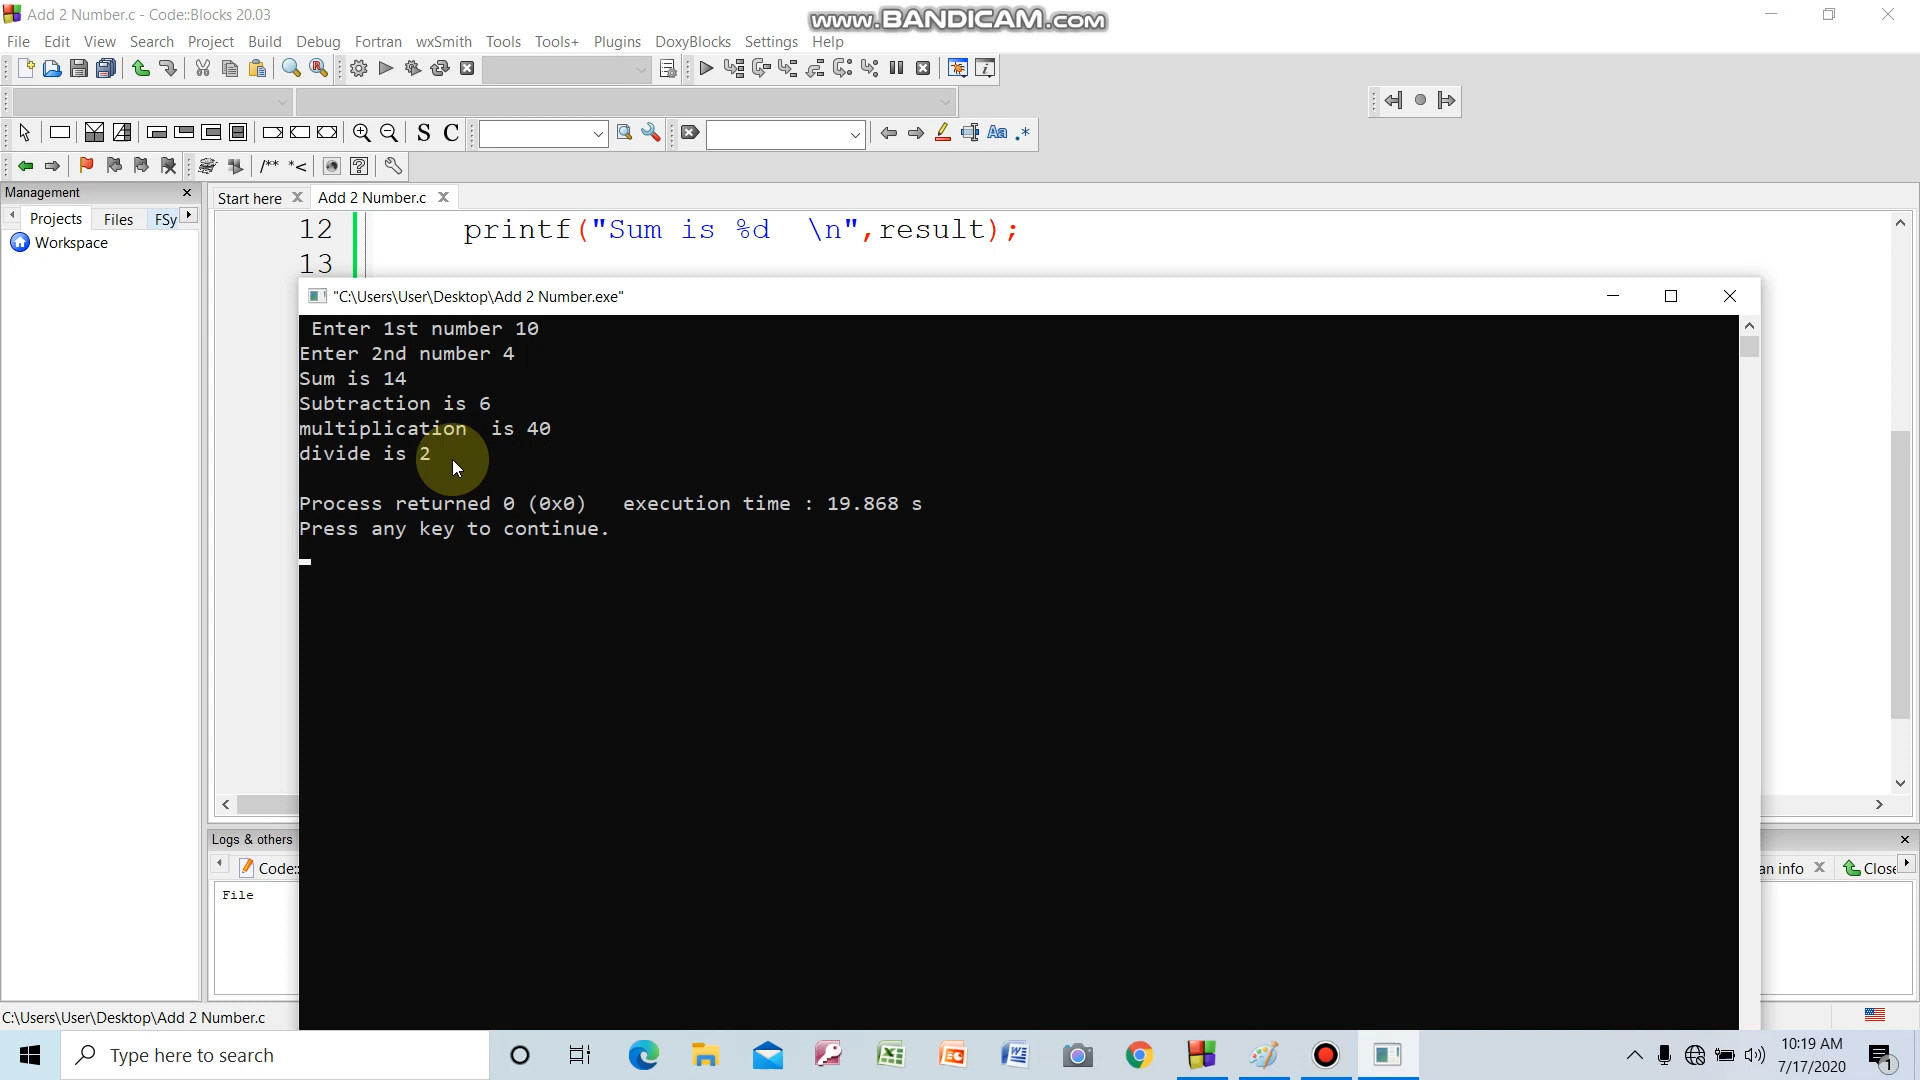 Add 2 Number.c - Code::Blocks 20.03
www.BANDICAM.com
File Edit View Search Project Build Debug Fortran wxSmith Tools Tools+ Plugins DoxyBlocks Settings Help
S C
Aa .*
/** *<
Management
Start here Add 2 Number.c
Projects Files FSy
Workspace
12 printf("Sum is %d  \n",result);
13
"C:\Users\User\Desktop\Add 2 Number.exe"
Enter 1st number 10
Enter 2nd number 4
Sum is 14
Subtraction is 6
multiplication  is 40
divide is 2
Process returned 0 (0x0)   execution time : 19.868 s
Press any key to continue.
Logs & others
Code::
an info Close
File
C:\Users\User\Desktop\Add 2 Number.c
Type here to search
10:19 AM
7/17/2020
1